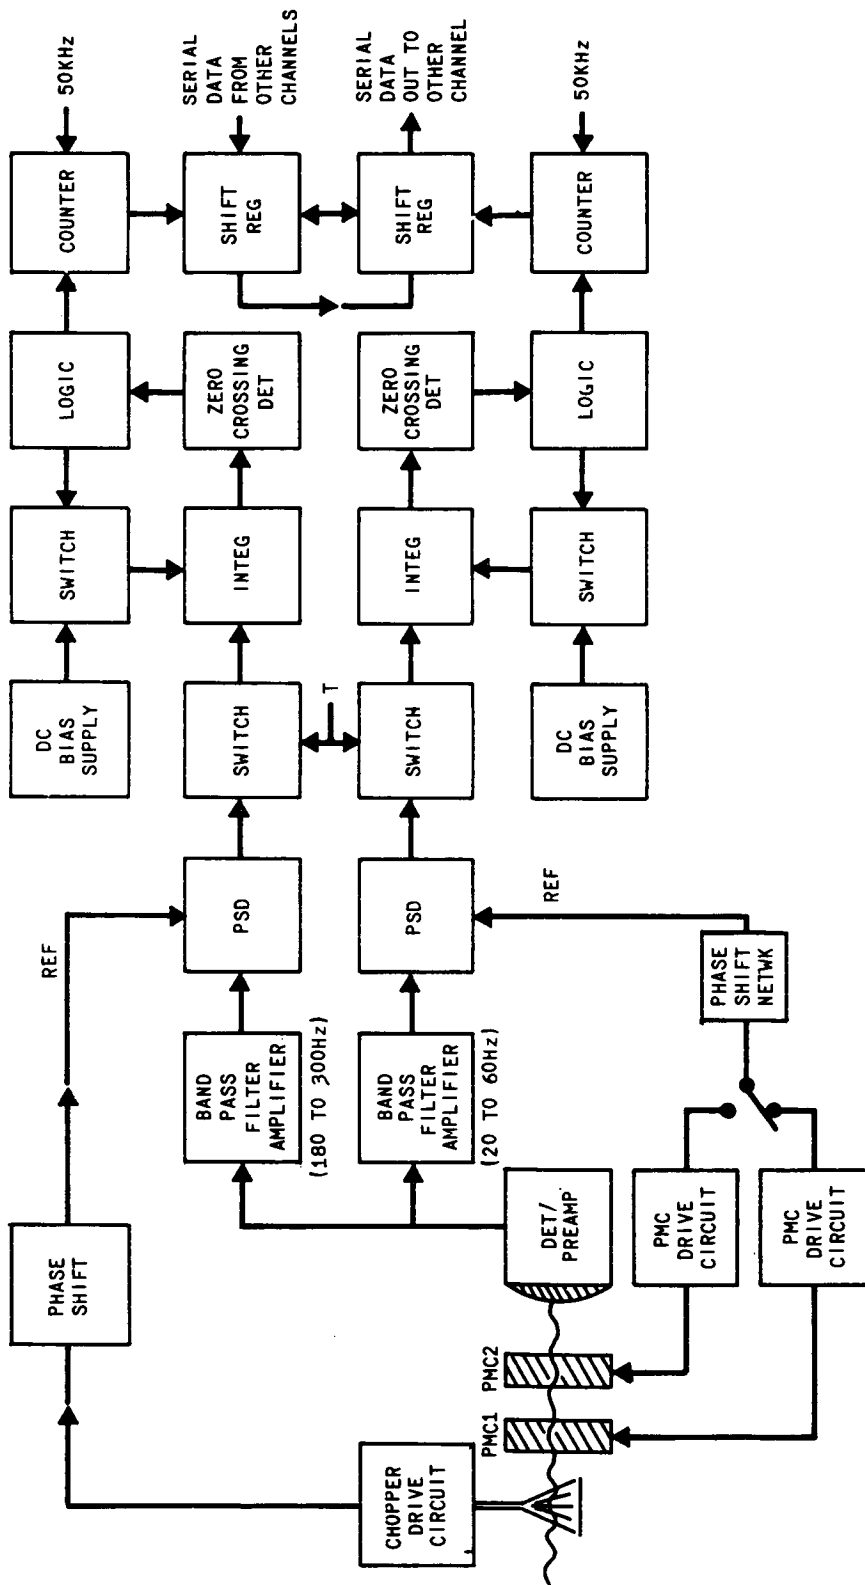 50KHz
SERIAL
DATA
FROM
OTHER
CHANNELS
SERIAL
DATA
OUT TO
OTHER
CHANNEL
50KHz
COUNTER
SHIFT
REG
SHIFT
REG
COUNTER
LOGIC
ZERO
CROSSING
DET
ZERO
CROSSING
DET
LOGIC
SWITCH
INTEG
INTEG
SWITCH
DC
BIAS
SUPPLY
SWITCH
T
SWITCH
DC
BIAS
SUPPLY
REF
PSD
PSD
REF
BAND
PASS
FILTER
AMPLIFIER
(180 TO 300Hz)
BAND
PASS
FILTER
AMPLIFIER
(20 TO 60Hz)
PHASE
SHIFT
NETWK
PHASE
SHIFT
DET/
PREAMP
PMC
DRIVE
CIRCUIT
PMC
DRIVE
CIRCUIT
PMC2
PMC1
CHOPPER
DRIVE
CIRCUIT